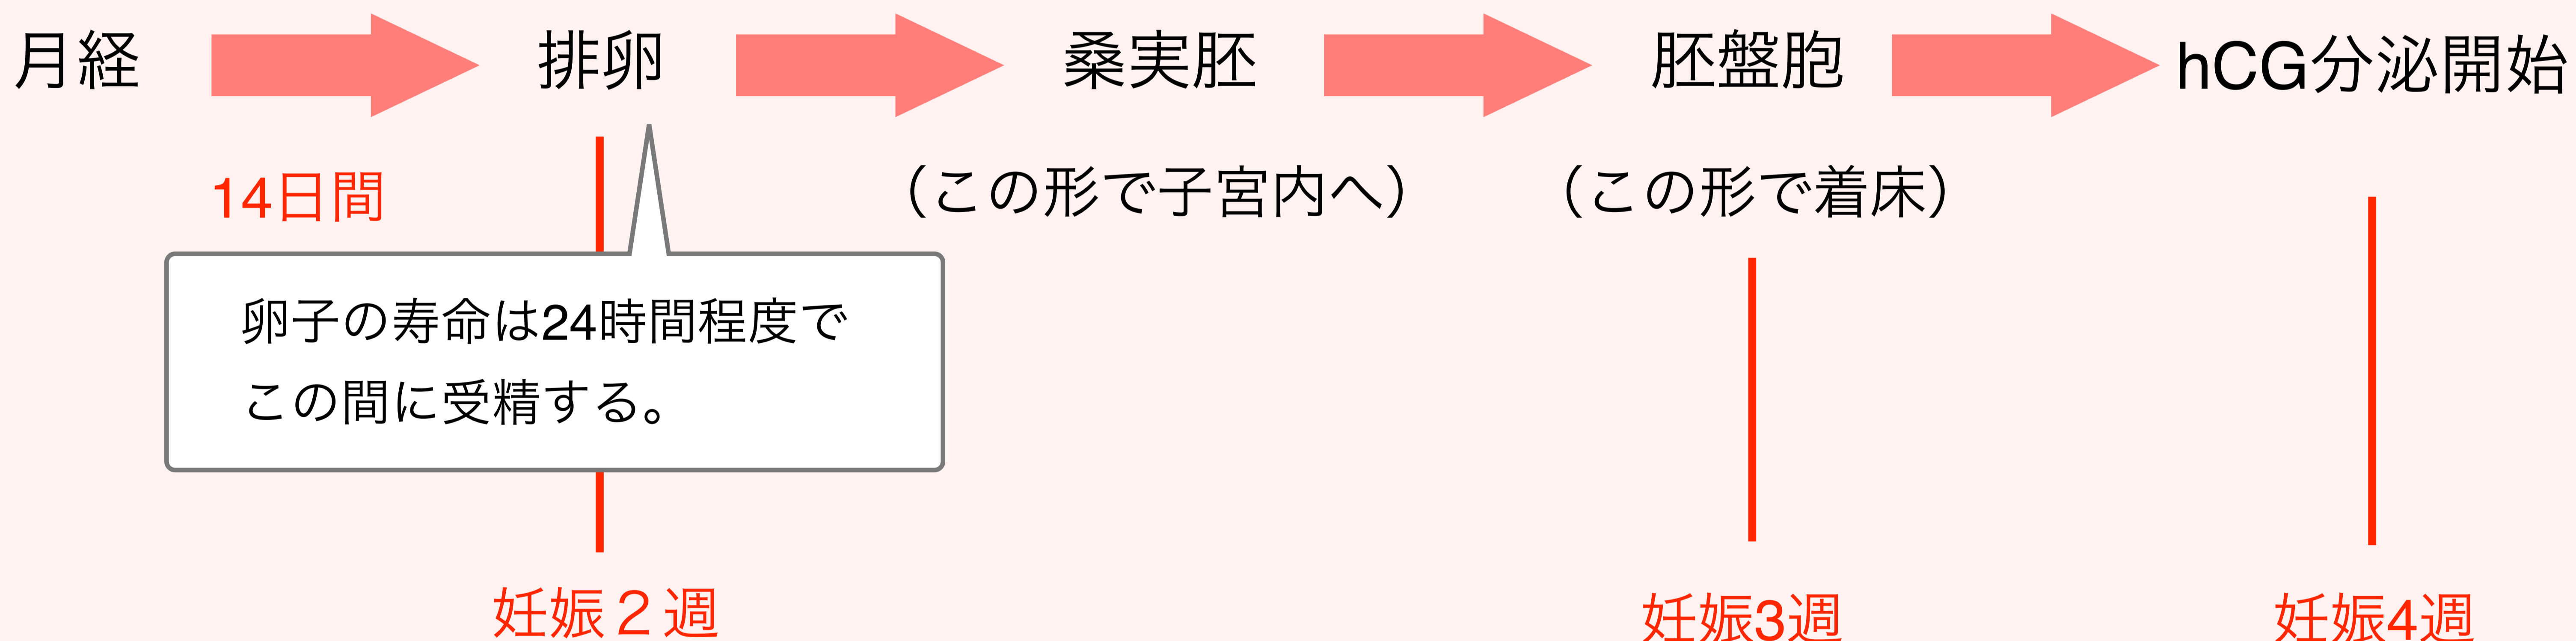 月経
排卵
桑実胚
胚盤胞
hCG分泌開始
14日間
（この形で子宮内へ）
（この形で着床）
卵子の寿命は24時間程度で
この間に受精する。
妊娠２週
妊娠3週
妊娠4週